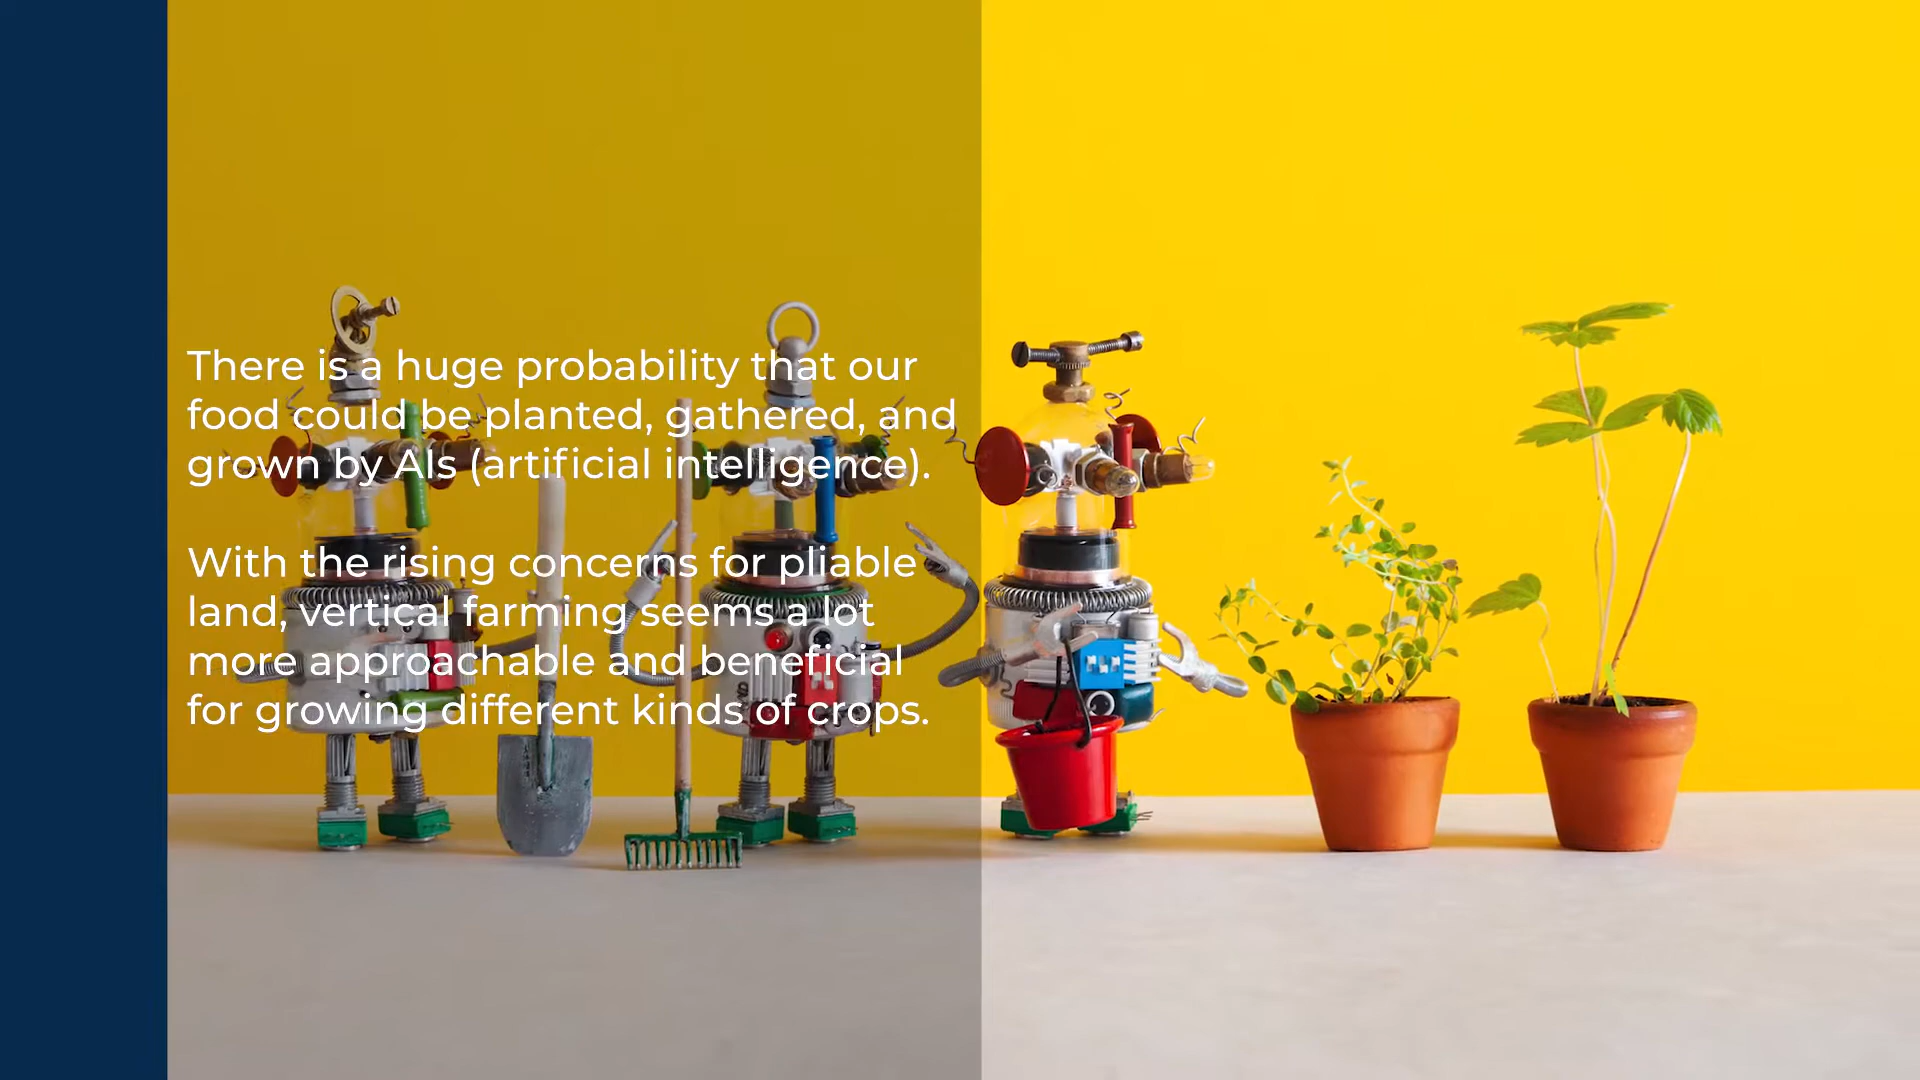 There is a huge probability that our
food could be planted, gathered, and
grown by AIs (artificial intelligence).
With the rising concerns for pliable
land, vertical farming seems a lot
more approachable and beneficial
for growing different kinds of crops.